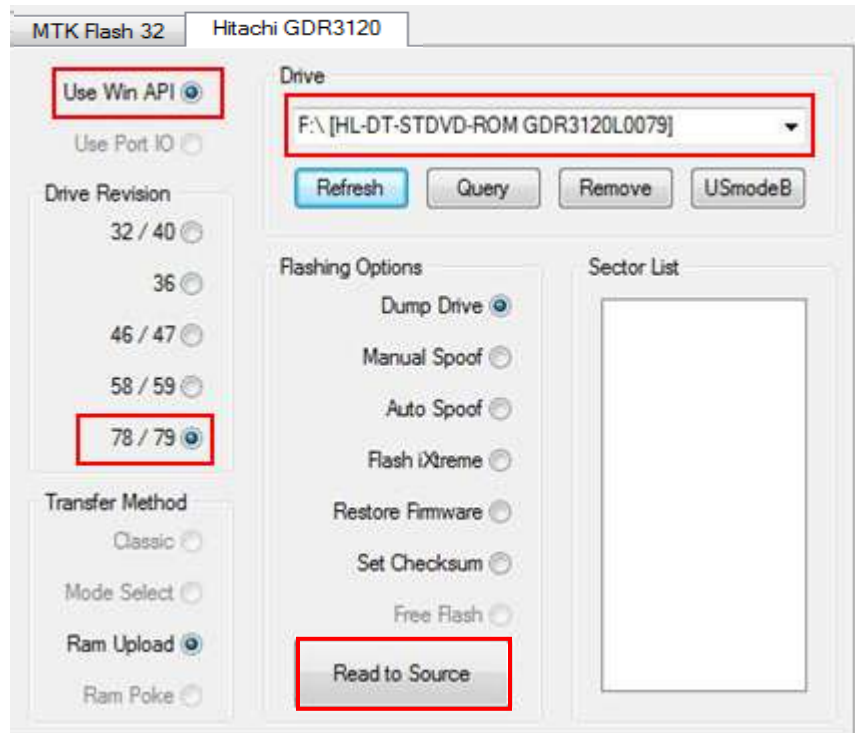 MTK Flash 32
Hitachi GDR3120
Use Win API
Use Port IO
Drive
F:\ [HL-DT-STDVD-ROM GDR3120L0079]
Refresh
Query
Remove
USmodeB
Drive Revision
32 / 40
36
46 / 47
58 / 59
78 / 79
Transfer Method
Classic
Mode Select
Ram Upload
Ram Poke
Flashing Options
Dump Drive
Manual Spoof
Auto Spoof
Flash iXtreme
Restore Firmware
Set Checksum
Free Flash
Read to Source
Sector List